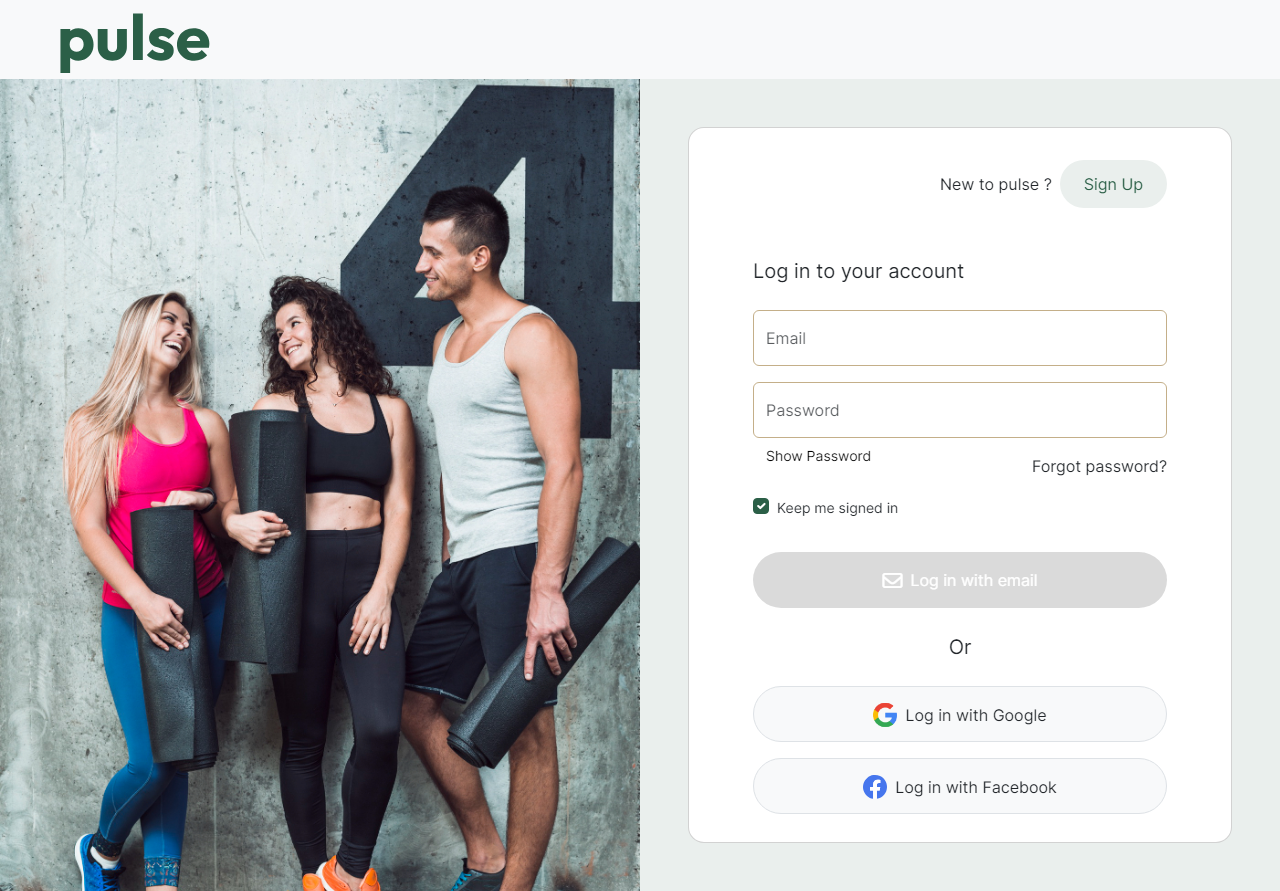 pulse
4
New to pulse ? Sign Up
Log in to your account
Email
Password
Show Password
Forgot password?
Keep me signed in
Log in with email
Or
Log in with Google
Log in with Facebook